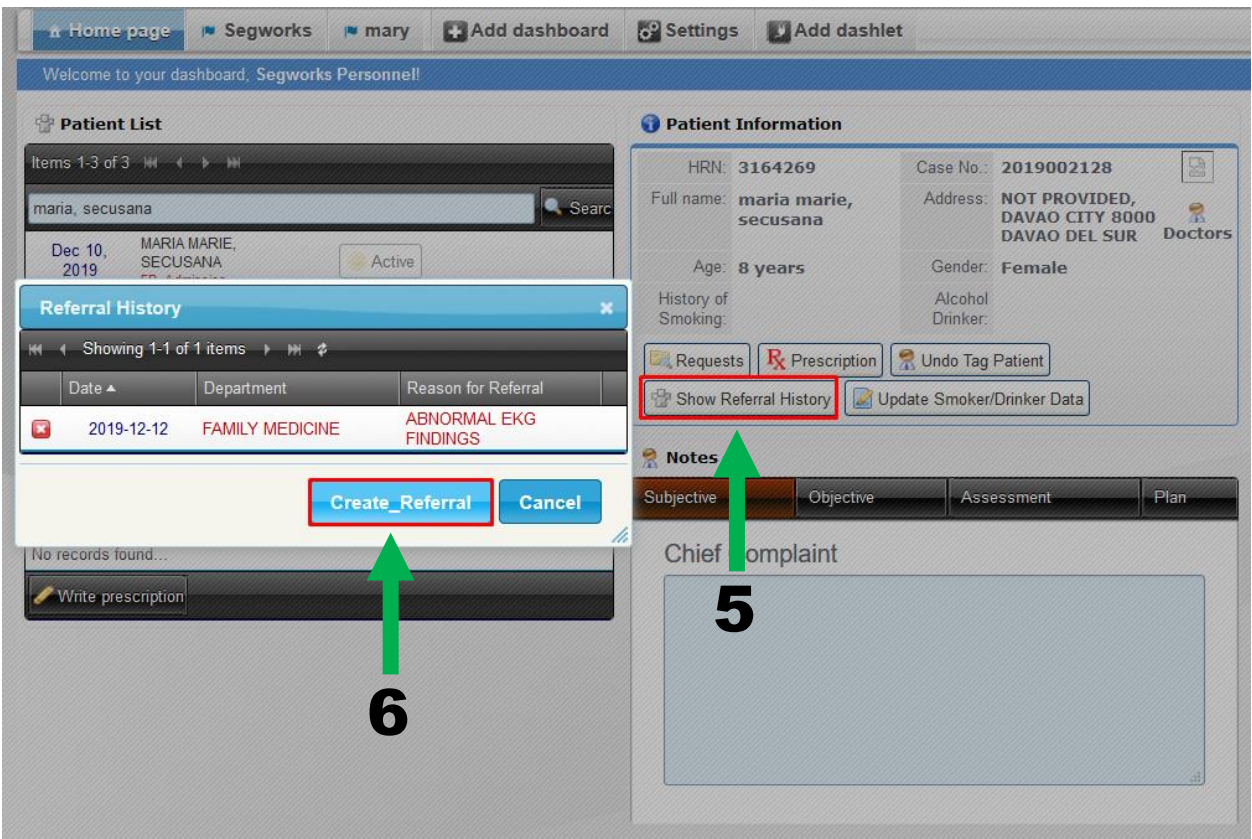 Home page Segworks mary Add dashboard Settings Add dashlet
Welcome to your dashboard, Segworks Personnel!
Patient List
Items 1-3 of 3
maria, secusana Searc
Dec 10,
2019
MARIA MARIE,
SECUSANA
Active
Referral History
Showing 1-1 of 1 items
Date Department Reason for Referral
2019-12-12 FAMILY MEDICINE ABNORMAL EKG
FINDINGS
Create_Referral Cancel
No records found...
Write prescription
6
Patient Information
HRN: 3164269 Case No.: 2019002128
Full name: maria marie,
secusana
Address: NOT PROVIDED,
DAVAO CITY 8000
DAVAO DEL SUR
Doctors
Age: 8 years Gender: Female
History of
Smoking:
Alcohol
Drinker:
Requests Rx Prescription Undo Tag Patient
Show Referral History Update Smoker/Drinker Data
Notes
Subjective Objective Assessment Plan
Chief omplaint
5